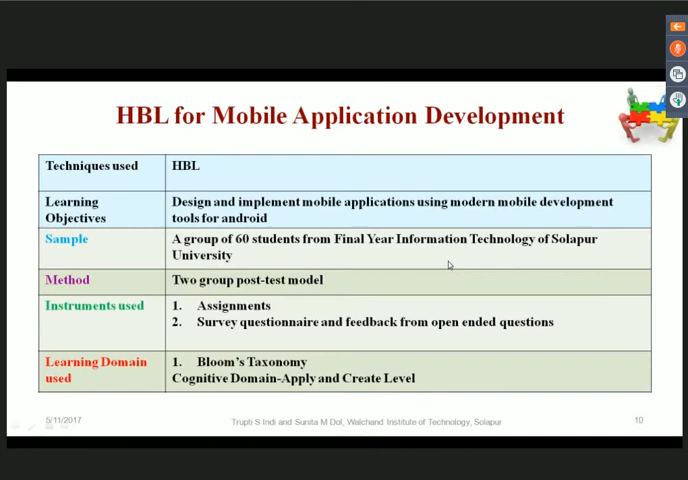 HBL for Mobile Application Development
Techniques used HBL
Learning Objectives Design and implement mobile applications using modern mobile development
tools for android
Sample A group of 60 students from Final Year Information Technology of Solapur
University
Method Two group post-test model
Instruments used 1. Assignments
2. Survey questionnaire and feedback from open ended questions
Learning Domain used 1. Bloom's Taxonomy
Cognitive Domain-Apply and Create Level
5/11/2017 Trupti S Indi and Sunita M Dol, Walchand Institute of Technology, Solapur 10